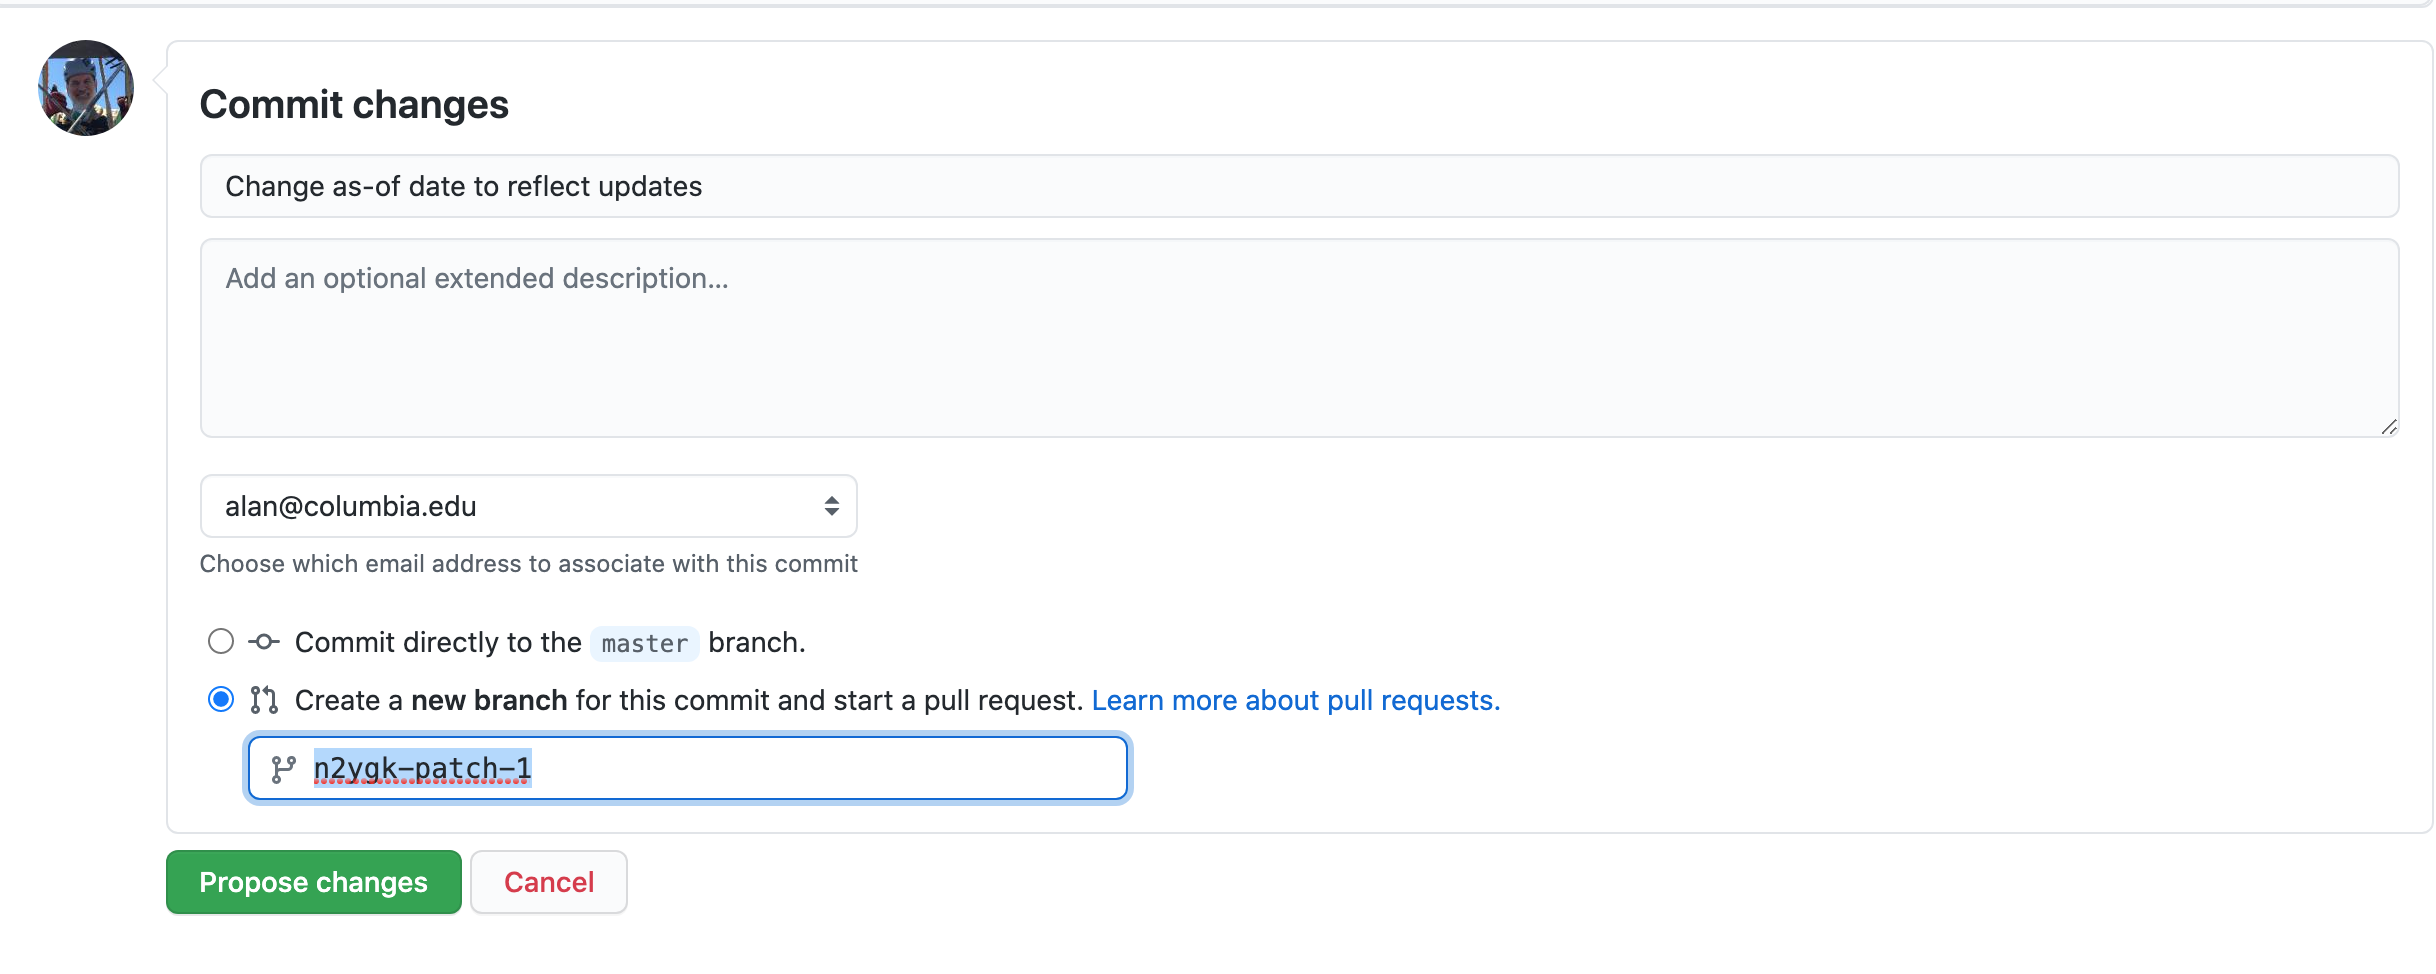 Commit changes
Change as-of date to reflect updates
Add an optional extended description...
alan@columbia.edu
Choose which email address to associate with this commit
Commit directly to the master branch.
Create a new branch for this commit and start a pull request. Learn more about pull requests.
n2ygk-patch-1
Propose changes Cancel